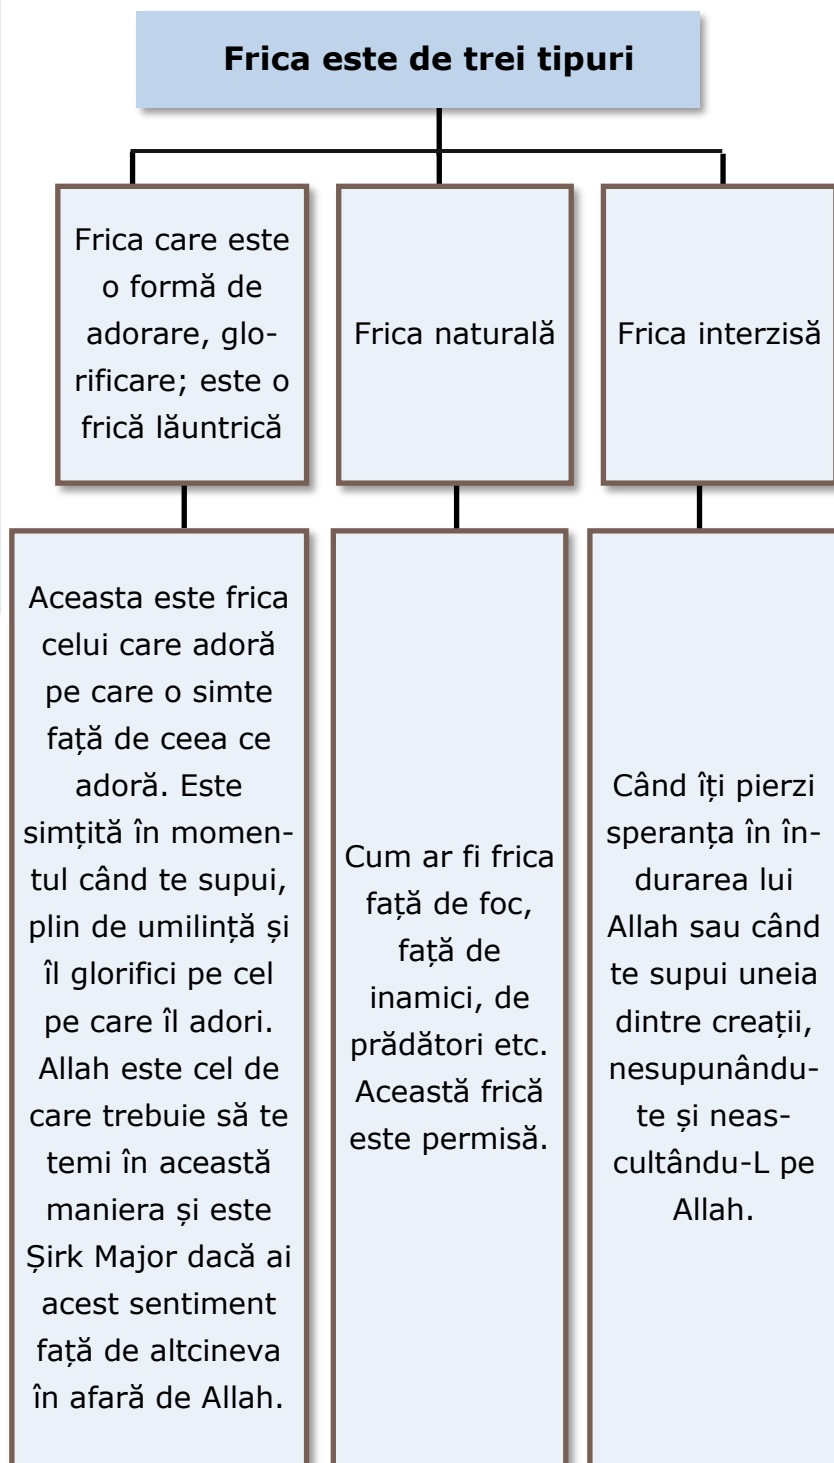 Frica este de trei tipuri
Frica care este
o formă de
adorare, glo-
rificare; este o
frică lăuntrică
Frica naturală
Frica interzisă
Aceasta este frica
celui care adoră
pe care o simte
față de ceea ce
adoră. Este
simțită în momen-
tul când te supui,
plin de umilință și
îl glorifici pe cel
pe care îl adori.
Allah este cel de
care trebuie să te
temi în această
maniera și este
Șirk Major dacă ai
acest sentiment
față de altcineva
în afară de Allah.
Cum ar fi frica
față de foc,
față de
inamici, de
prădători etc.
Această frică
este permisă.
Când îți pierzi
speranța în în-
durarea lui
Allah sau când
te supui uneia
dintre creații,
nesupunându-
te și neas-
cultându-L pe
Allah.